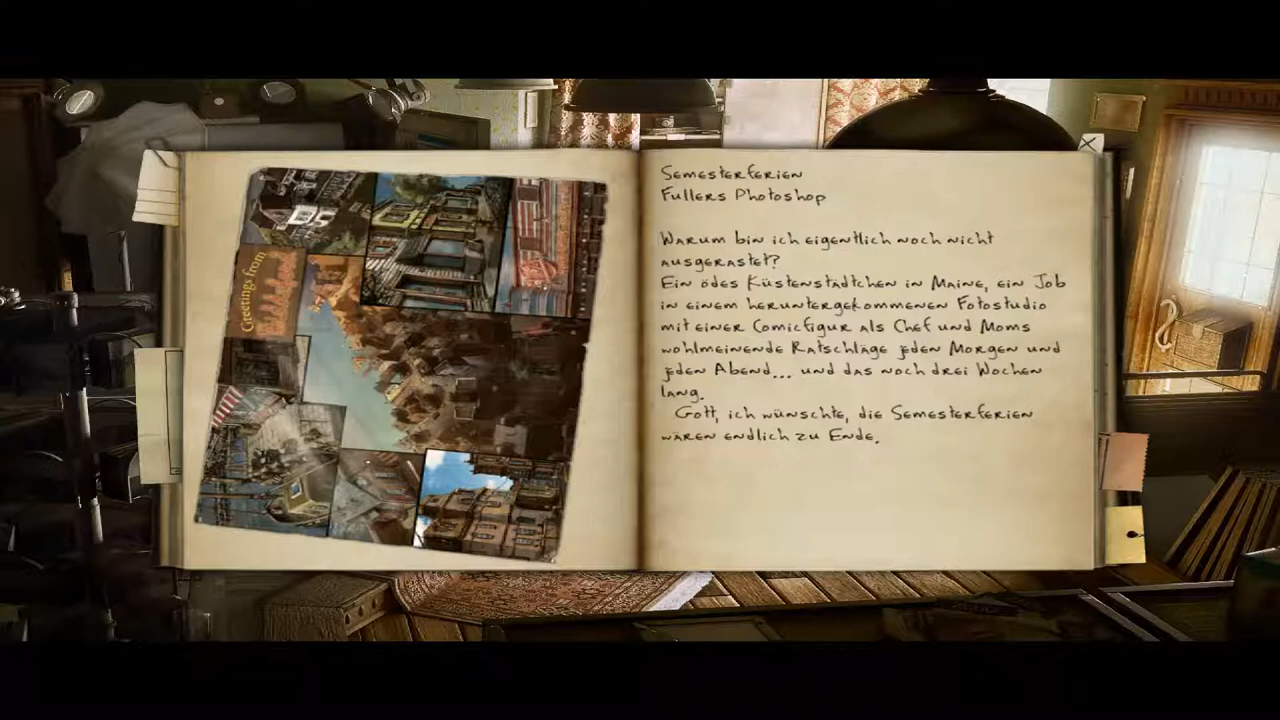 Greetings from
Semesterferien
Fullers Photoshop
Warum bin ich eigentlich noch nicht
ausgerastet?
Ein ödes Küstenstädtchen in Maine, ein Job
in einem heruntergekommenen Fotostudio
mit einer Comicfigur als Chef und Moms
wohlmeinende Ratschläge jeden Morgen und
jeden Abend... und das noch drei Wochen
lang.
Gott, ich wünschte, die Semesterferien
wären endlich zu Ende.